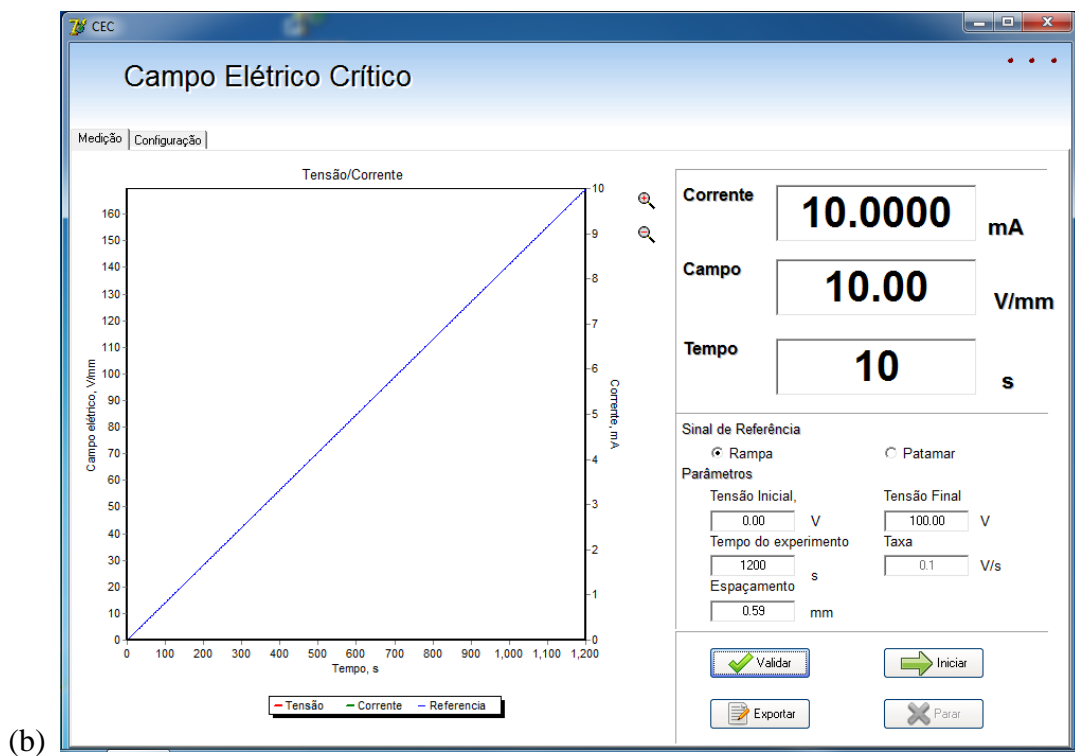 CEC
Campo Elétrico Crítico
Medição Configuração
Tensão/Corrente
160
150
140
130
120
110
100
90
80
70
60
50
40
30
20
10
0
Campo elétrico, V/mm
10
9
8
7
6
5
4
3
2
1
0
Corrente, mA
0 100 200 300 400 500 600 700 800 900 1,000 1,100 1,200
Tempo, s
Tensão Corrente Referencia
Corrente 10.0000 mA
Campo 10.00 V/mm
Tempo 10 s
Sinal de Referência
Rampa Patamar
Parâmetros
Tensão Inicial, Tensão Final
0.00 V 100.00 V
Tempo do experimento Taxa
1200 s 0.1 V/s
Espaçamento
0.59 mm
Validar Iniciar
Exportar Parar
(b)